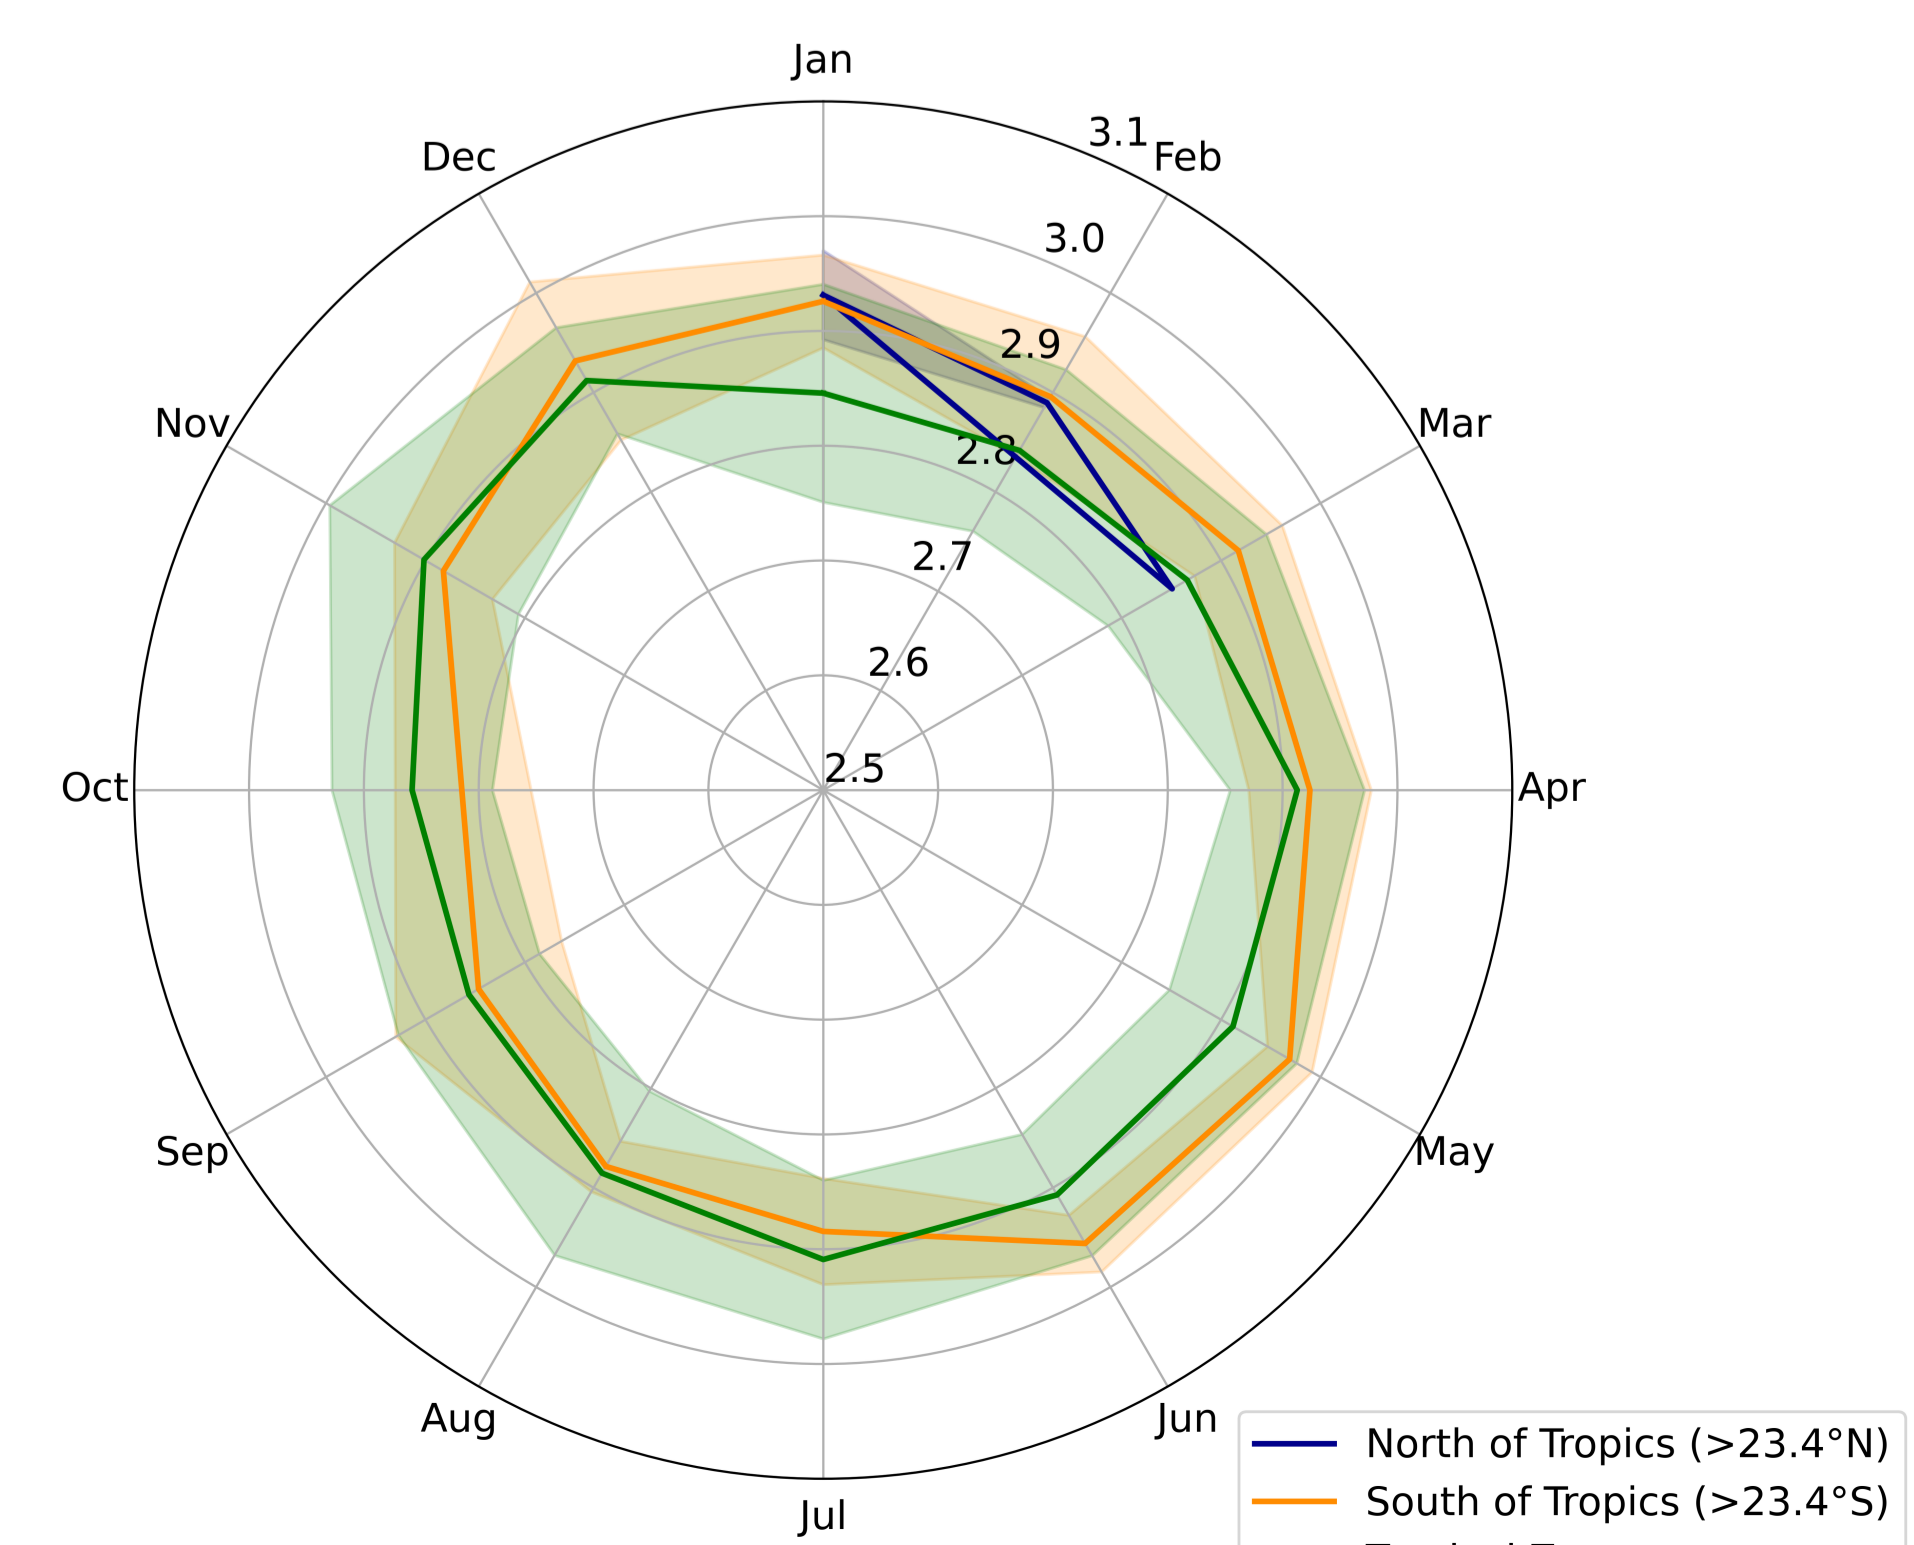 Jan
3.1
Feb
Dec
3.0
2.9
Mar
Nov
2.8
2.7
2.6
2.5
Oct
Apr
Sep
May
Aug
Jun
Jul
North of Tropics (>23.4°N)
South of Tropics (>23.4°S)